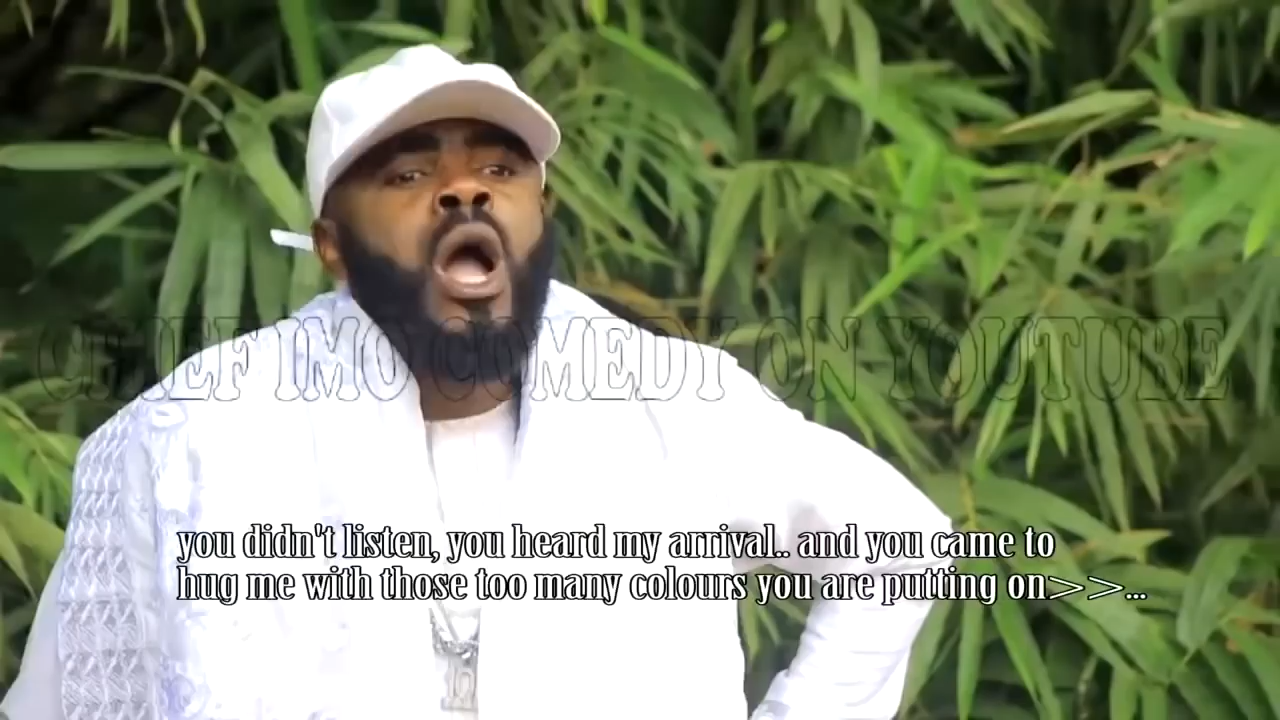 CHIEF IMO COMEDY ON YOUTUBE
you didn't listen, you heard my arrival.. and you came to
hug me with those too many colours you are putting on>>...